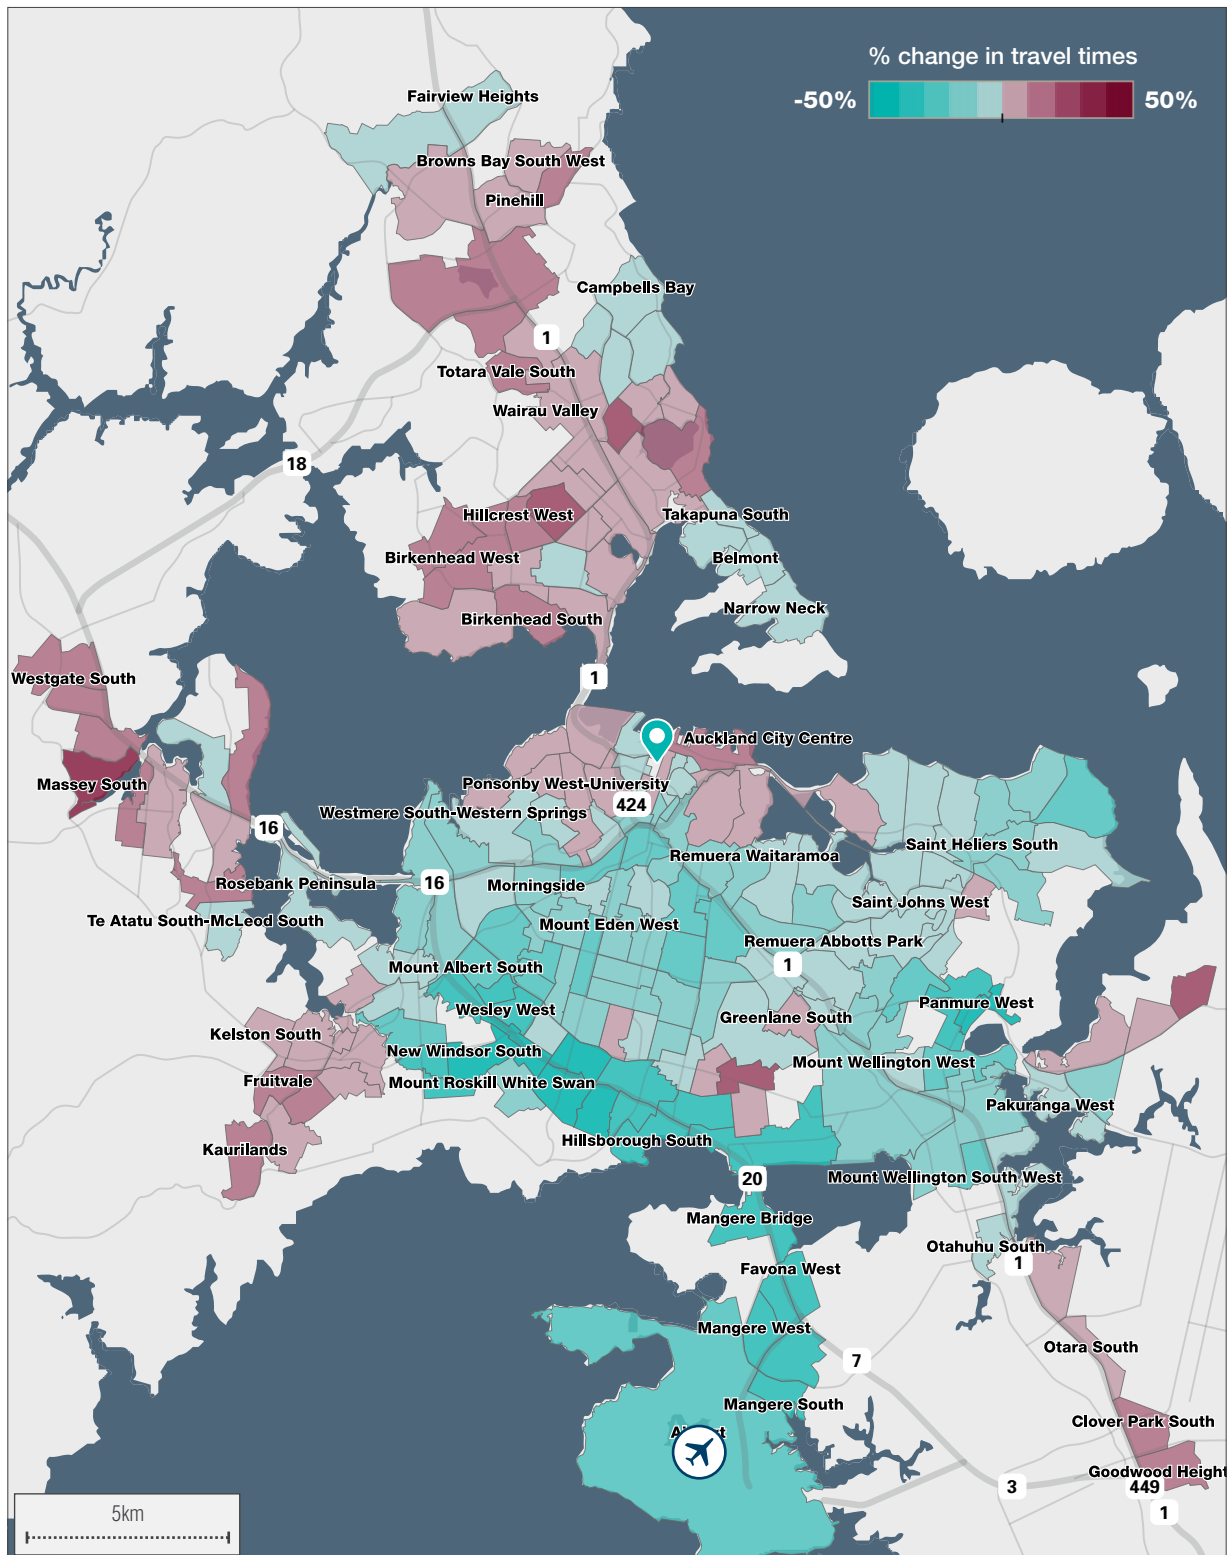 % change in travel times
-50%
50%
Fairview Heights
Browns Bay South West
Pinehill
Campbells Bay
1
Totara Vale South
Wairau Valley
18
Hillcrest West
Takapuna South
Birkenhead West
Belmont
Narrow Neck
Birkenhead South
Westgate South
1
Auckland City Centre
Massey South
Ponsonby West-University
424
Westmere South-Western Springs
16
Saint Heliers South
Remuera Waitaramoa
Rosebank Peninsula
16
Morningside
Saint Johns West
Te Atatu South-McLeod South
Mount Eden West
Remuera Abbotts Park
Mount Albert South
1
Panmure West
Wesley West
Greenlane South
Kelston South
New Windsor South
Mount Wellington West
Fruitvale
Mount Roskill White Swan
Pakuranga West
Hillsborough South
Kaurilands
20
Mount Wellington South West
Mangere Bridge
Otahuhu South
1
Favona West
Mangere West
Otara South
7
Mangere South
Clover Park South
Goodwood Height
3
449
1
5km